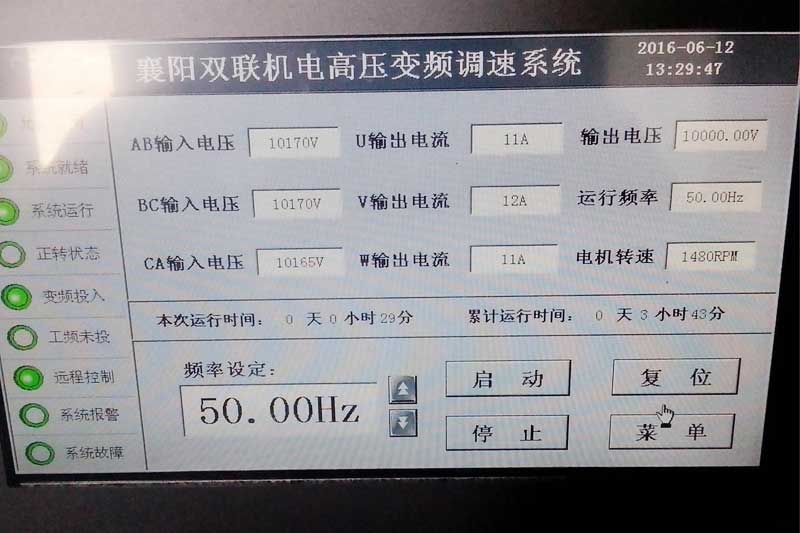 襄阳双联机电高压变频调速系统
2016-06-12
13:29:47
系统就绪
系统运行
正转状态
变频投入
工频未投
远程控制
系统报警
系统故障
AB输入电压 10170V U输出电流 11A 输出电压 10000.00V
BC输入电压 10170V V输出电流 12A 运行频率 50.00Hz
CA输入电压 10165V W输出电流 11A 电机转速 1480RPM
本次运行时间: 0 天 0 小时 29分 累计运行时间: 0 天 3 小时 43分
频率设定:
50.00Hz
启 动
复 位
停 止
菜 单